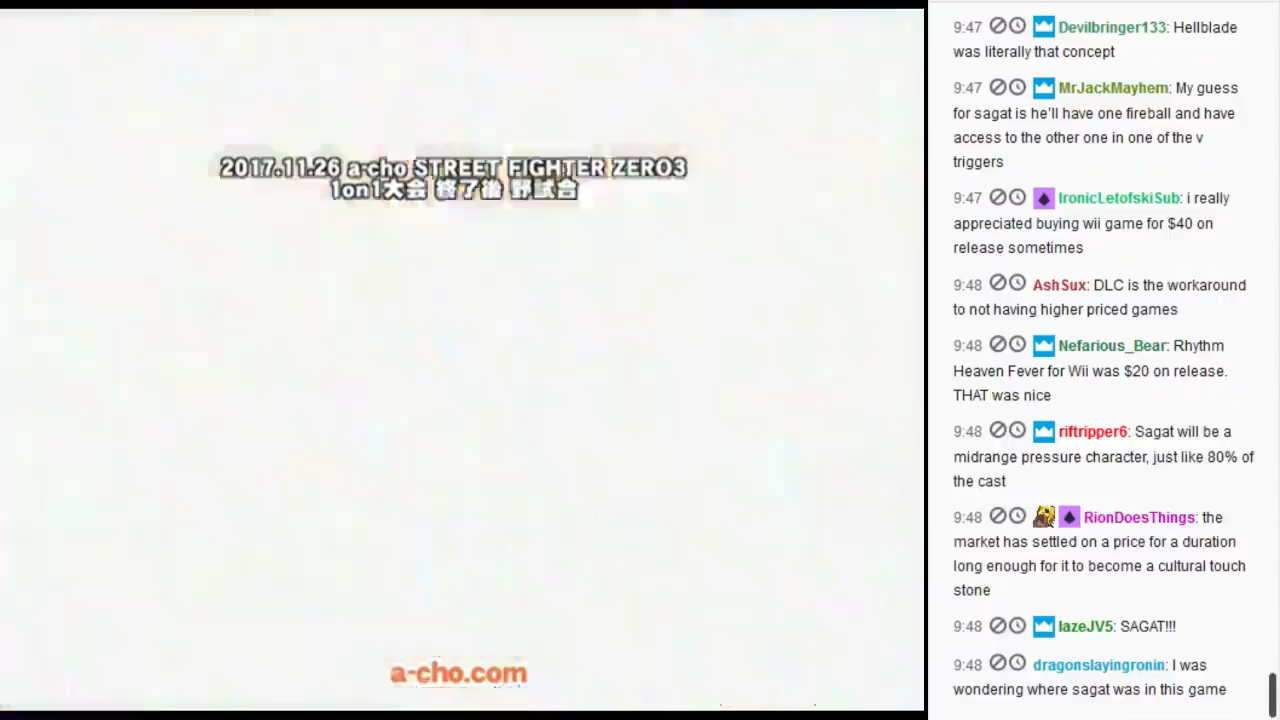 2017.11.26 a-cho STREET FIGHTER ZERO3
1on1大会 終了後 野試合
a-cho.com
9:47 Devilbringer133: Hellblade
was literally that concept
9:47 MrJackMayhem: My guess
for sagat is he'll have one fireball and have
access to the other one in one of the v
triggers
9:47 IronicLetofskiSub: i really
appreciated buying wii game for $40 on
release sometimes
9:48 AshSux: DLC is the workaround
to not having higher priced games
9:48 Nefarious_Bear: Rhythm
Heaven Fever for Wii was $20 on release.
THAT was nice
9:48 riftripper6: Sagat will be a
midrange pressure character, just like 80% of
the cast
9:48 RionDoesThings: the
market has settled on a price for a duration
long enough for it to become a cultural touch
stone
9:48 lazeJV5: SAGAT!!!
9:48 dragonslayingronin: I was
wondering where sagat was in this game